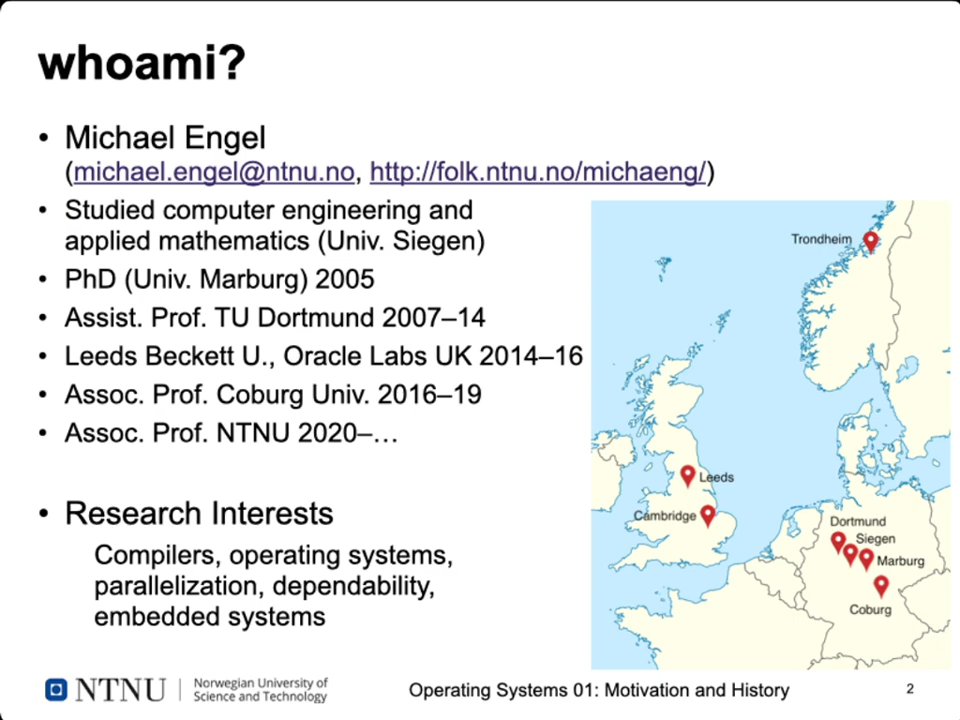 whoami?
• Michael Engel
(michael.engel@ntnu.no, http://folk.ntnu.no/michaeng/)
• Studied computer engineering and
applied mathematics (Univ. Siegen)
• PhD (Univ. Marburg) 2005
• Assist. Prof. TU Dortmund 2007–14
• Leeds Beckett U., Oracle Labs UK 2014–16
• Assoc. Prof. Coburg Univ. 2016–19
• Assoc. Prof. NTNU 2020–…
• Research Interests
Compilers, operating systems,
parallelization, dependability,
embedded systems
Trondheim
Leeds
Cambridge
Dortmund
Siegen
Marburg
Coburg
NTNU
Norwegian University of
Science and Technology
Operating Systems 01: Motivation and History
2